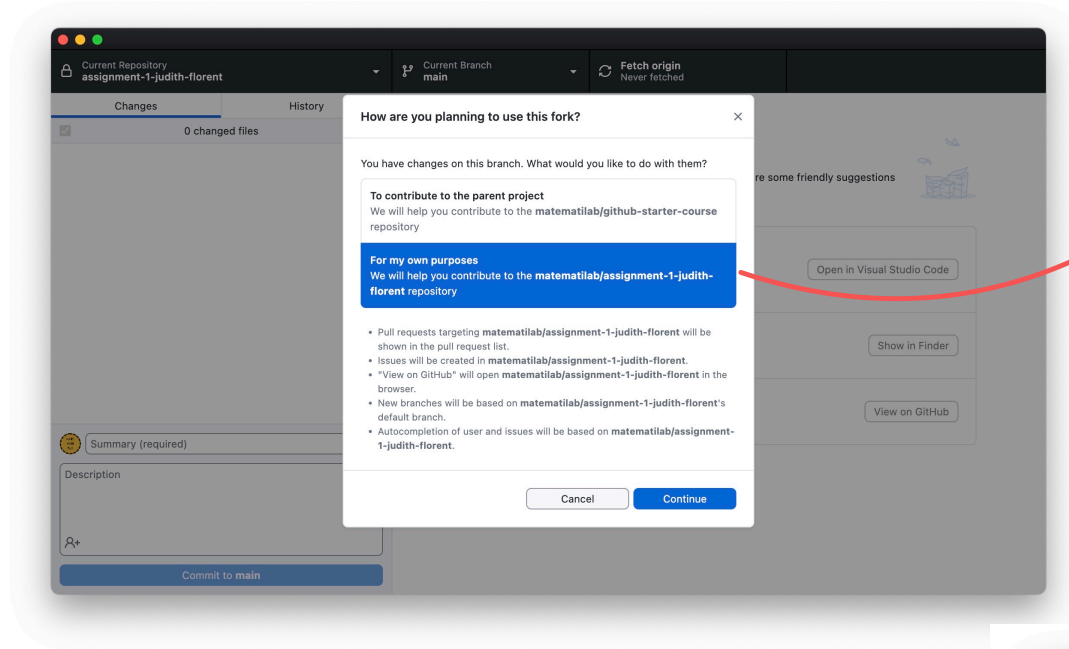 Current Repository
assignment-1-judith-florent
Current Branch
main
Fetch origin
Never fetched
Changes
History
0 changed files
How are you planning to use this fork?
You have changes on this branch. What would you like to do with them?
To contribute to the parent project
We will help you contribute to the matematilab/github-starter-course
repository
For my own purposes
We will help you contribute to the matematilab/assignment-1-judith-
florent repository
• Pull requests targeting matematilab/assignment-1-judith-florent will be
shown in the pull request list.
• Issues will be created in matematilab/assignment-1-judith-florent.
• "View on GitHub" will open matematilab/assignment-1-judith-florent in the
browser.
• New branches will be based on matematilab/assignment-1-judith-florent's
default branch.
• Autocompletion of user and issues will be based on matematilab/assignment-
1-judith-florent.
Cancel
Continue
re some friendly suggestions
Open in Visual Studio Code
Show in Finder
View on GitHub
Summary (required)
Description
Commit to main